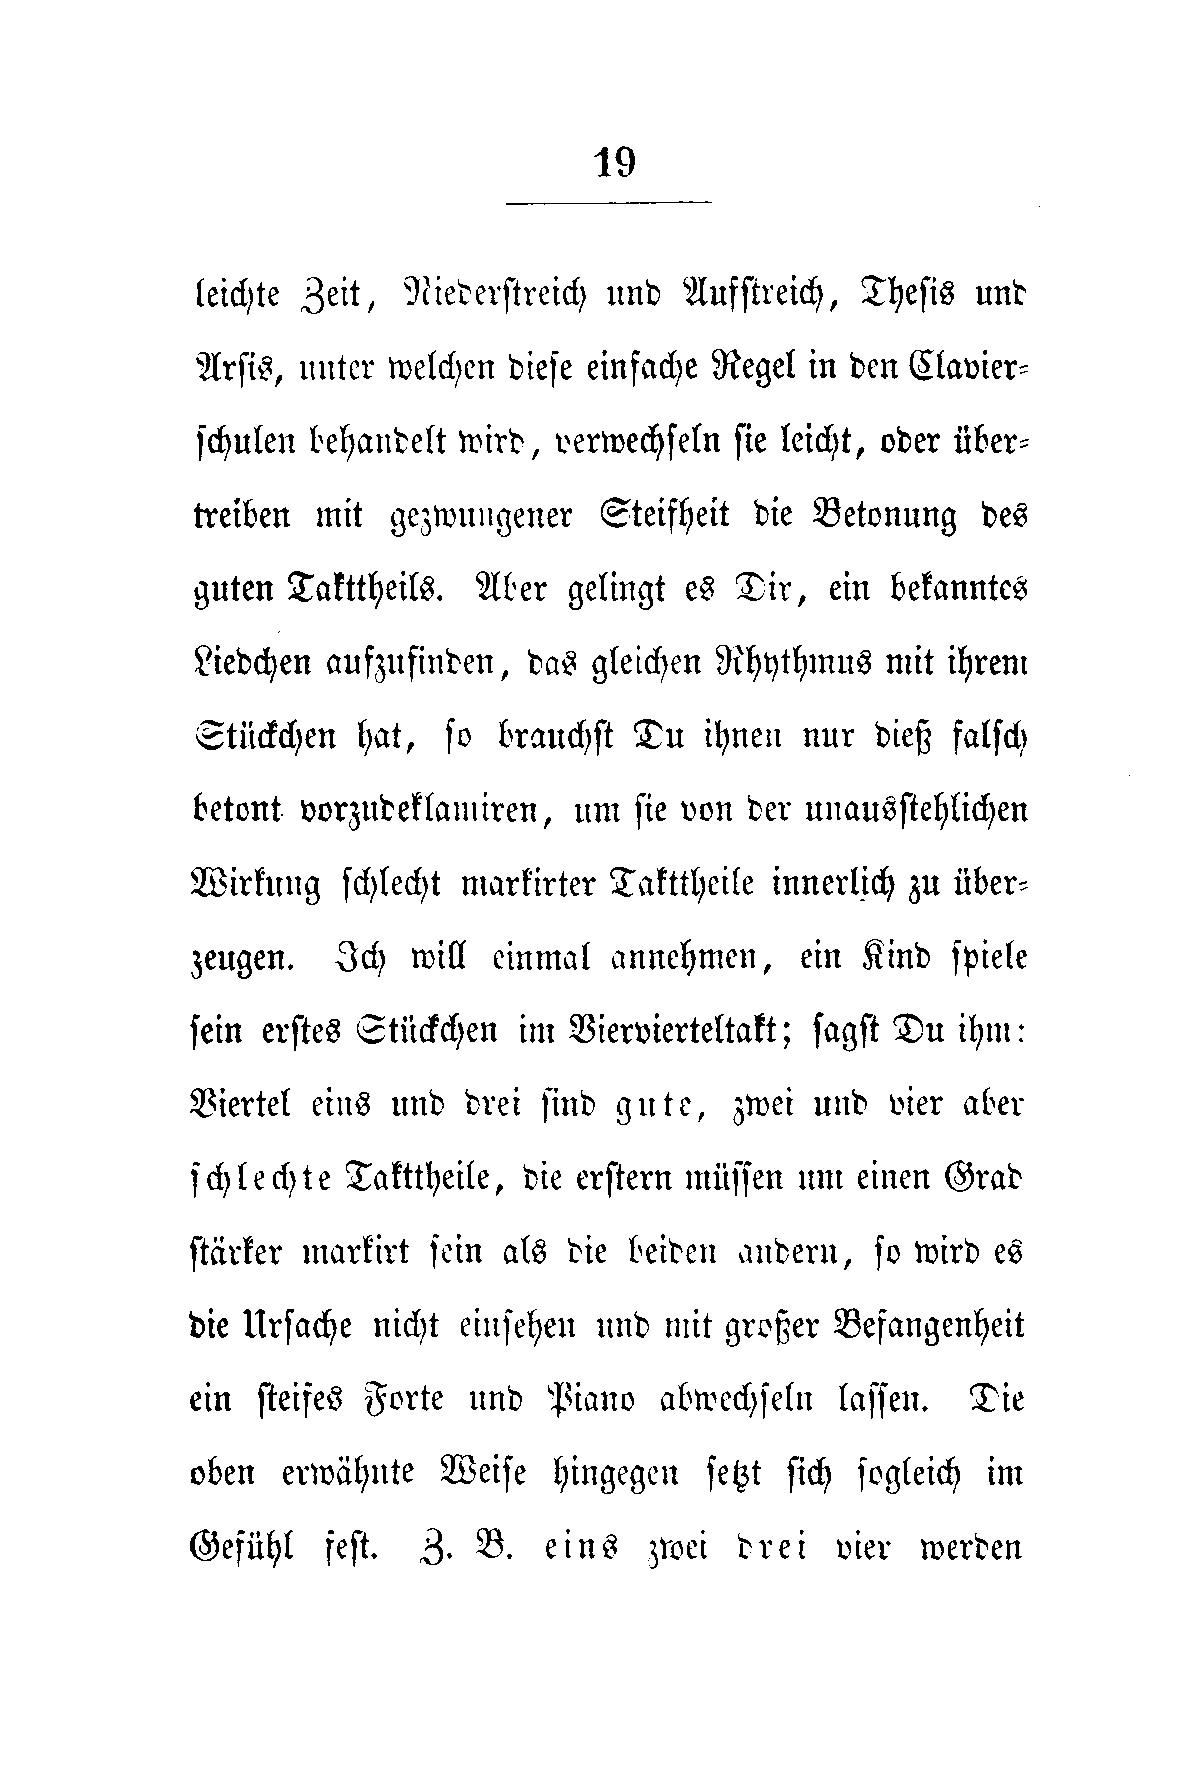 19
leichte Zeit, Niederstreich und Aufstreich, Thesis und
Arsis, unter welchen diese einfache Regel in den Clavier-
schulen behandelt wird, verwechseln sie leicht, oder über-
treiben mit gezwungener Steifheit die Betonung des
guten Takttheils. Aber gelingt es Dir, ein bekanntes
Liedchen aufzufinden, das gleichen Rhythmus mit ihrem
Stückchen hat, so brauchst Du ihnen nur dieß falsch
betont vorzudeklamiren, um sie von der unausstehlichen
Wirkung schlecht markirter Takttheile innerlich zu über-
zeugen. Ich will einmal annehmen, ein Kind spiele
sein erstes Stückchen im Viervierteltakt; sagst Du ihm:
Viertel eins und drei sind gute, zwei und vier aber
schlechte Takttheile, die erstern müssen um einen Grad
stärker markirt sein als die beiden andern, so wird es
die Ursache nicht einsehen und mit großer Befangenheit
ein steifes Forte und Piano abwechseln lassen. Die
oben erwähnte Weise hingegen setzt sich sogleich im
Gefühl fest. Z. B. eins zwei drei vier werden